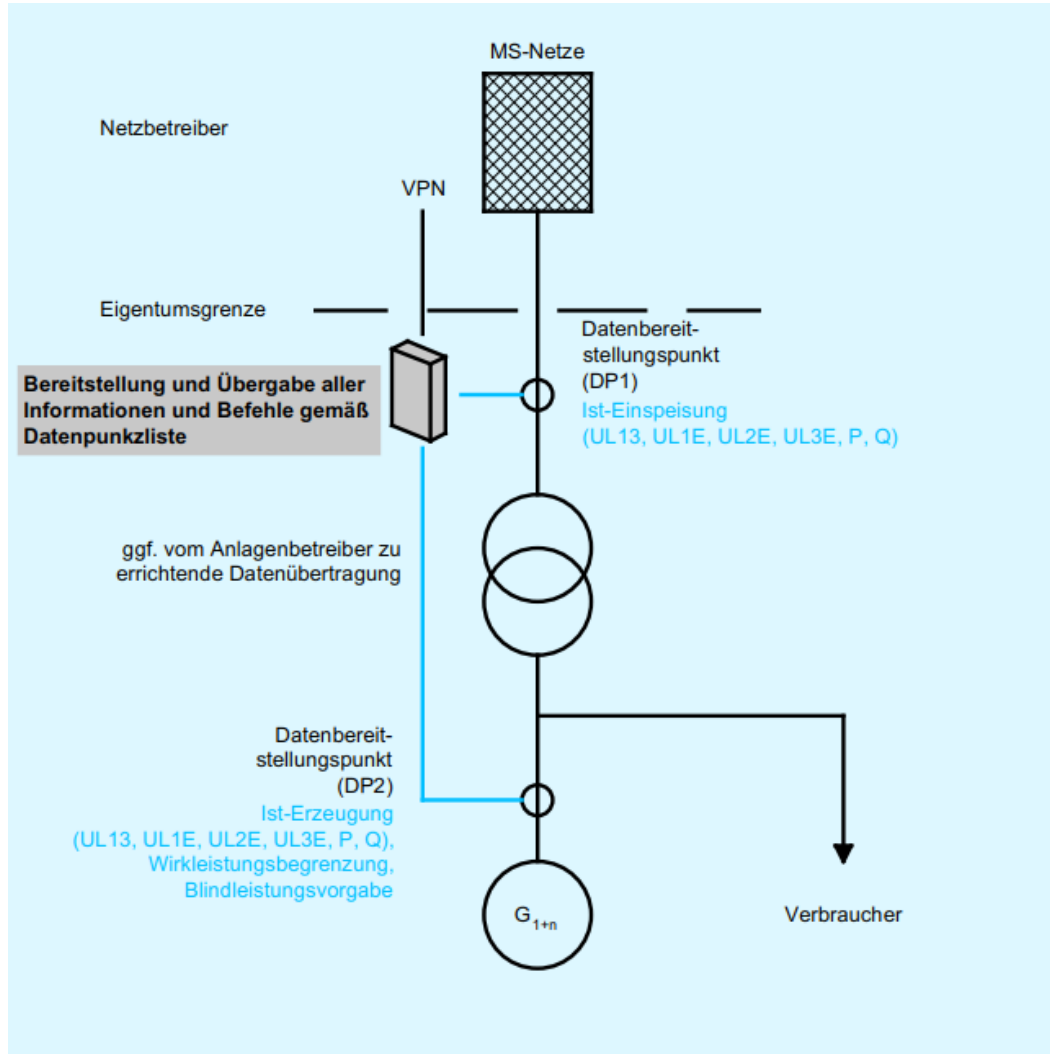 MS-Netze
Netzbetreiber
VPN
Eigentumsgrenze
Datenbereit-
stellungspunkt
(DP1)
Ist-Einspeisung
(UL13, UL1E, UL2E, UL3E, P, Q)
Bereitstellung und Übergabe aller
Informationen und Befehle gemäß
Datenpunkzliste
ggf. vom Anlagenbetreiber zu
errichtende Datenübertragung
Datenbereit-
stellungspunkt
(DP2)
Ist-Erzeugung
(UL13, UL1E, UL2E, UL3E, P, Q),
Wirkleistungsbegrenzung,
Blindleistungsvorgabe
G1+n
Verbraucher